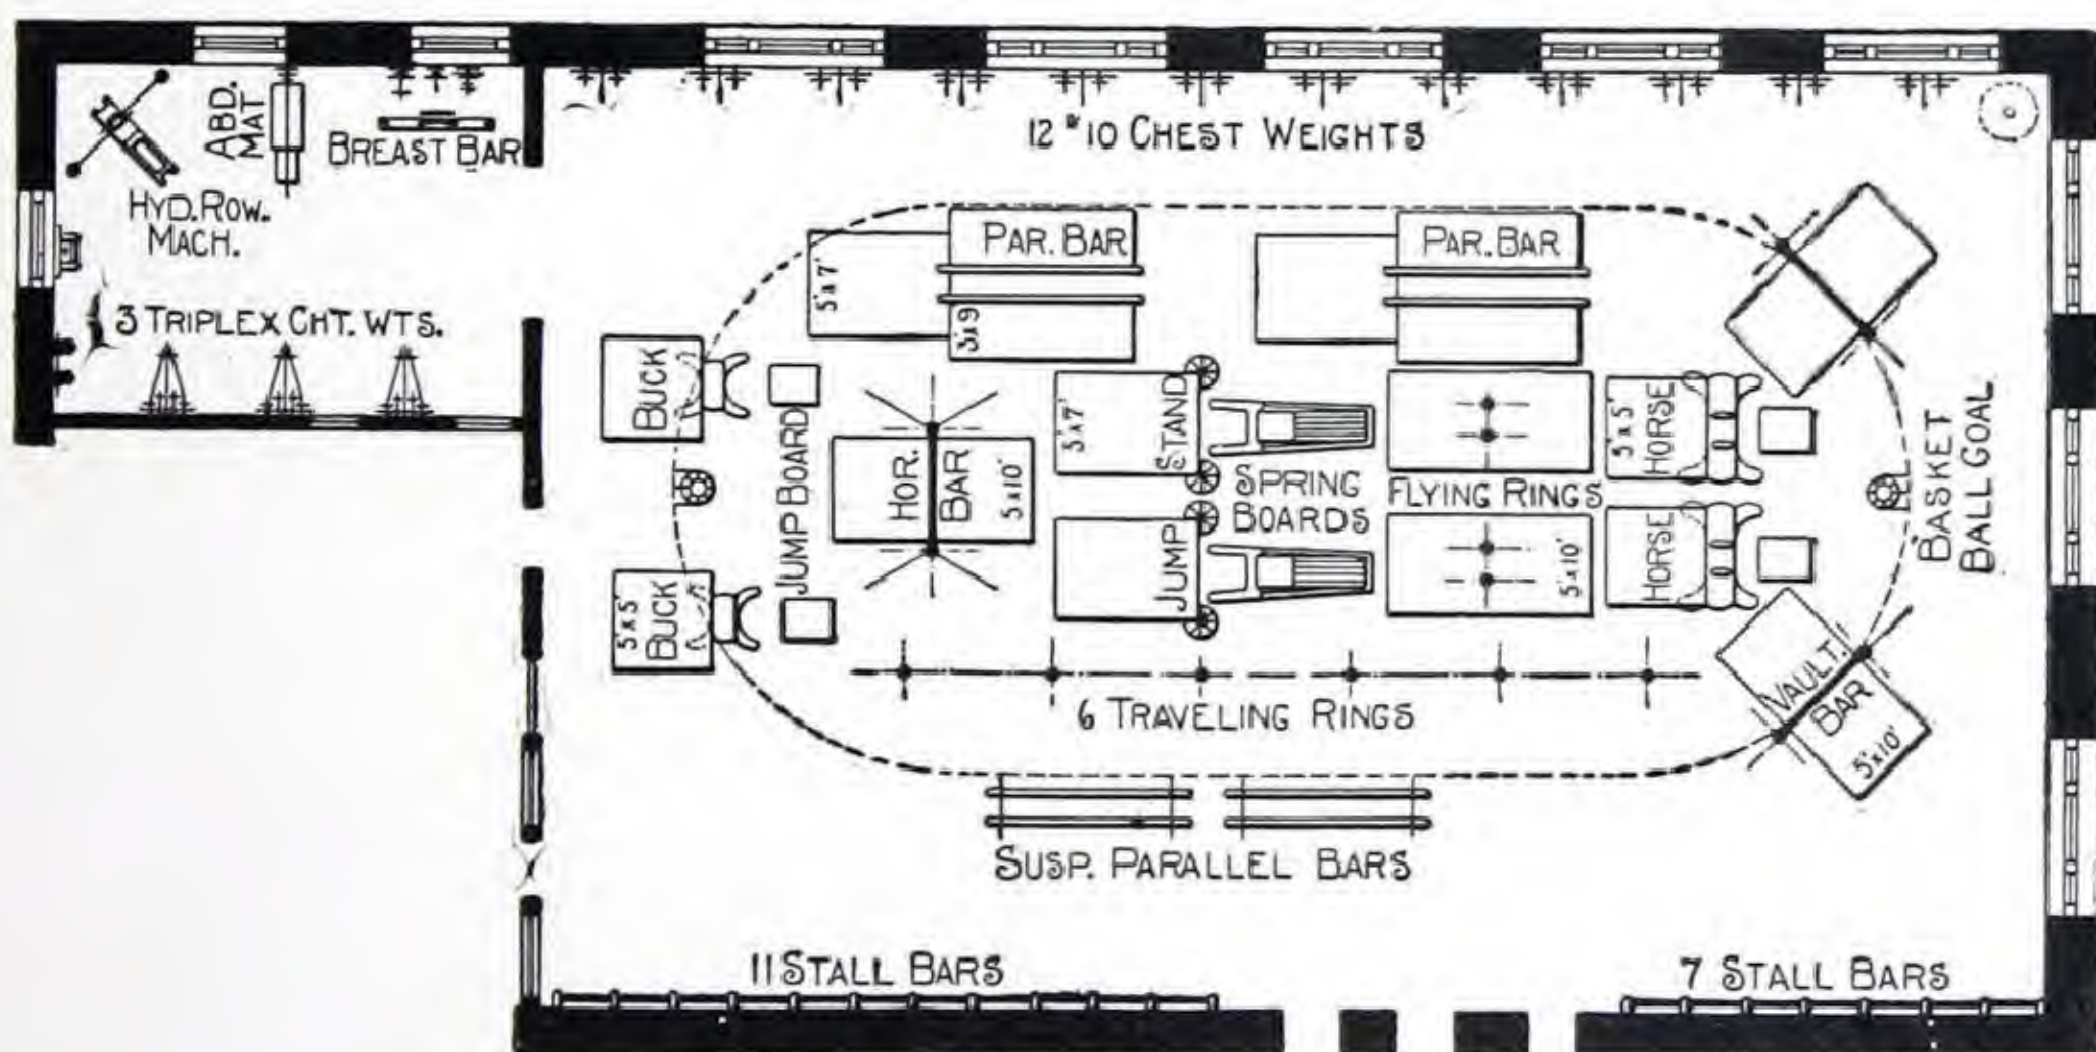 ABD.
MAT
BREAST BAR
HYD. ROW.
MACH.
3 TRIPLEX CHT. WTS.
12 #10 CHEST WEIGHTS
PAR. BAR
5'x7'
3'x9
PAR. BAR
BUCK
JUMP BOARD
HOR.
BAR
5'x10'
5'x7'
STAND
JUMP
SPRING
BOARDS
FLYING RINGS
5'x10'
5'x5'
HORSE
HORSE
BASKET
BALL GOAL
5'x5'
BUCK
VAULT.
BAR
5'x10'
6 TRAVELING RINGS
SUSP. PARALLEL BARS
11 STALL BARS
7 STALL BARS